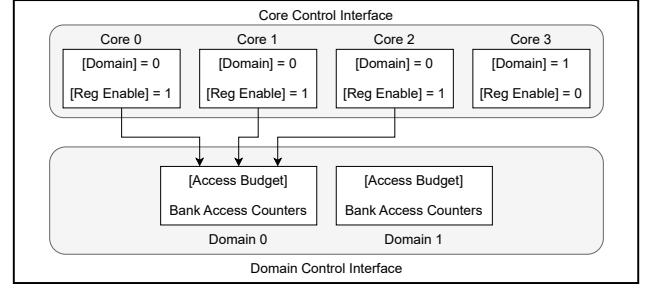 Core Control Interface
Core 0 Core 1 Core 2 Core 3
[Domain] = 0 [Domain] = 0 [Domain] = 0 [Domain] = 1
[Reg Enable] = 1 [Reg Enable] = 1 [Reg Enable] = 1 [Reg Enable] = 0
[Access Budget] [Access Budget]
Bank Access Counters Bank Access Counters
Domain 0 Domain 1
Domain Control Interface